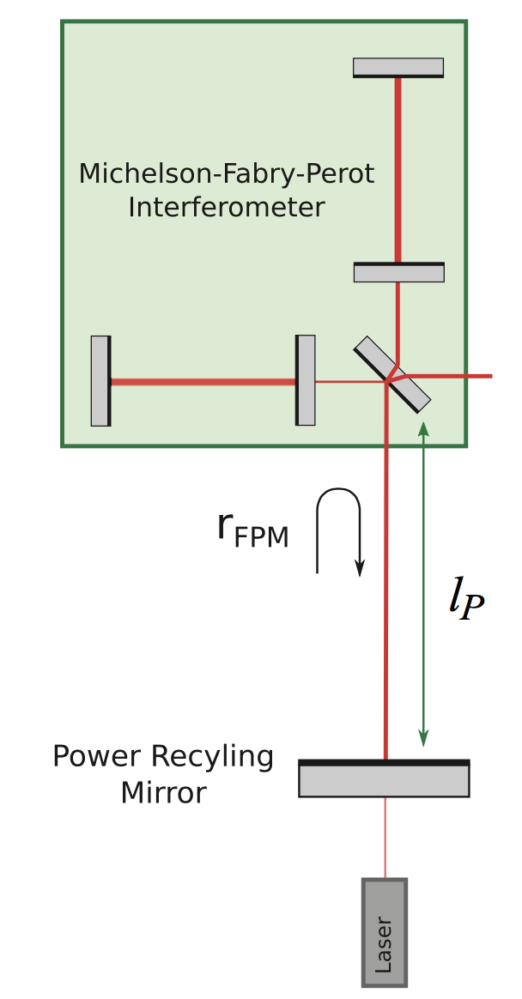 Michelson-Fabry-Perot
Interferometer
rFPM
lP
Power Recyling
Mirror
Laser